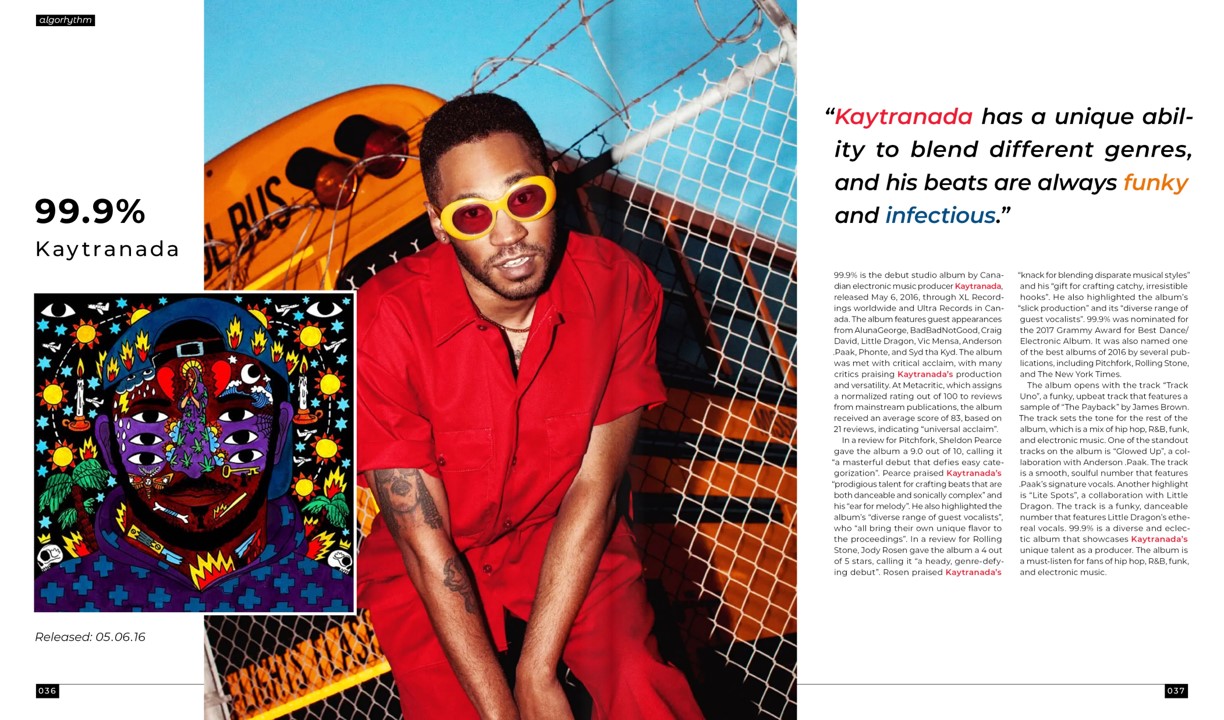 algorhythm
99.9%
Kaytranada
Released: 05.06.16
036
OL BUS
“Kaytranada has a unique abil-
ity to blend different genres,
and his beats are always funky
and infectious.”
99.9% is the debut studio album by Cana-
dian electronic music producer Kaytranada,
released May 6, 2016, through XL Record-
ings worldwide and Ultra Records in Can-
ada. The album features guest appearances
from AlunaGeorge, BadBadNotGood, Craig
David, Little Dragon, Vic Mensa, Anderson
.Paak, Phonte, and Syd tha Kyd. The album
was met with critical acclaim, with many
critics praising Kaytranada’s production
and versatility. At Metacritic, which assigns
a normalized rating out of 100 to reviews
from mainstream publications, the album
received an average score of 83, based on
21 reviews, indicating “universal acclaim”.
In a review for Pitchfork, Sheldon Pearce
gave the album a 9.0 out of 10, calling it
“a masterful debut that defies easy cate-
gorization”. Pearce praised Kaytranada’s
“prodigious talent for crafting beats that are
both danceable and sonically complex” and
his “ear for melody”. He also highlighted the
album’s “diverse range of guest vocalists”,
who “all bring their own unique flavor to
the proceedings”. In a review for Rolling
Stone, Jody Rosen gave the album a 4 out
of 5 stars, calling it “a heady, genre-defy-
ing debut”. Rosen praised Kaytranada’s
“knack for blending disparate musical styles”
and his “gift for crafting catchy, irresistible
hooks”. He also highlighted the album’s
“slick production” and its “diverse range of
guest vocalists”. 99.9% was nominated for
the 2017 Grammy Award for Best Dance/
Electronic Album. It was also named one
of the best albums of 2016 by several pub-
lications, including Pitchfork, Rolling Stone,
and The New York Times.
The album opens with the track “Track
Uno”, a funky, upbeat track that features a
sample of “The Payback” by James Brown.
The track sets the tone for the rest of the
album, which is a mix of hip hop, R&B, funk,
and electronic music. One of the standout
tracks on the album is “Glowed Up”, a col-
laboration with Anderson .Paak. The track
is a smooth, soulful number that features
.Paak’s signature vocals. Another highlight
is “Lite Spots”, a collaboration with Little
Dragon. The track is a funky, danceable
number that features Little Dragon’s ethe-
real vocals. 99.9% is a diverse and eclec-
tic album that showcases Kaytranada’s
unique talent as a producer. The album is
a must-listen for fans of hip hop, R&B, funk,
and electronic music.
037